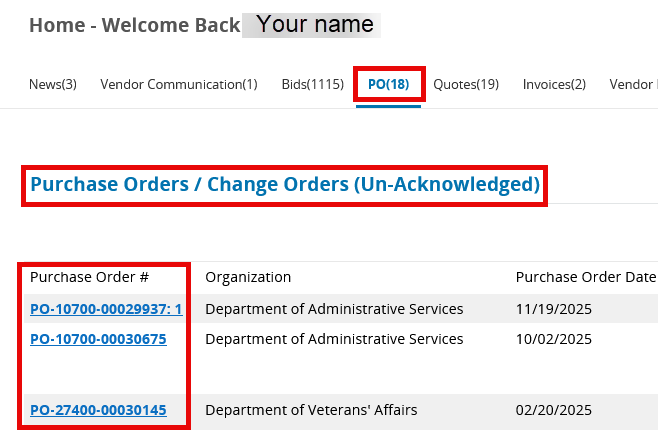 Home - Welcome Back Your name
News(3) Vendor Communication(1) Bids(1115) PO(18) Quotes(19) Invoices(2) Vendor
Purchase Orders / Change Orders (Un-Acknowledged)
Purchase Order # Organization Purchase Order Date
PO-10700-00029937: 1 Department of Administrative Services 11/19/2025
PO-10700-00030675 Department of Administrative Services 10/02/2025
PO-27400-00030145 Department of Veterans' Affairs 02/20/2025